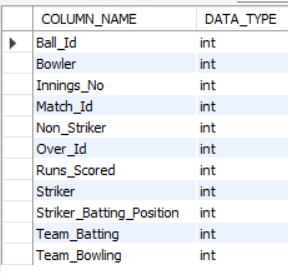 COLUMN_NAME DATA_TYPE
Ball_Id int
Bowler int
Innings_No int
Match_Id int
Non_Striker int
Over_Id int
Runs_Scored int
Striker int
Striker_Batting_Position int
Team_Batting int
Team_Bowling int